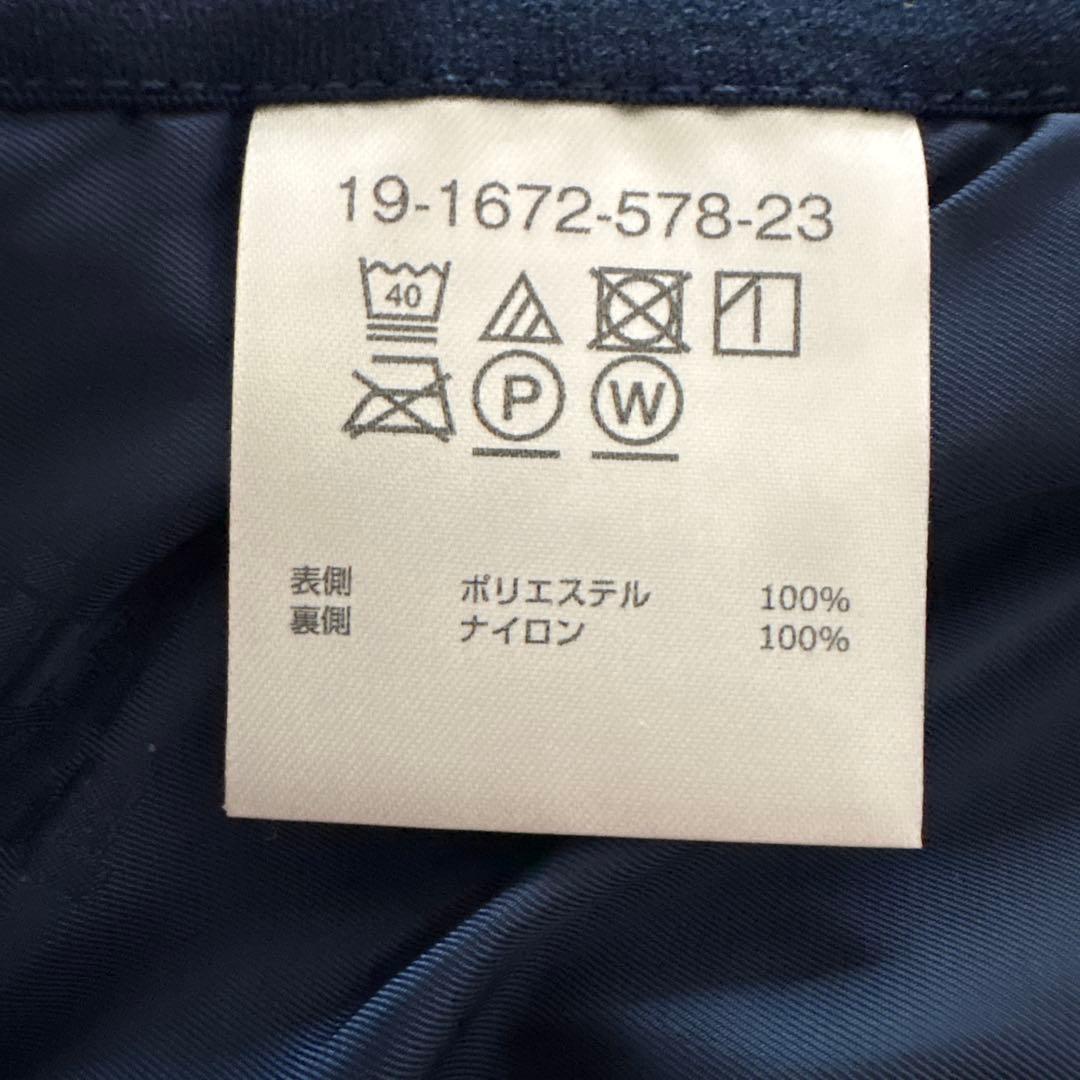 19-1672-578-23
40
P W
表側 ポリエステル 100%
裏側 ナイロン 100%